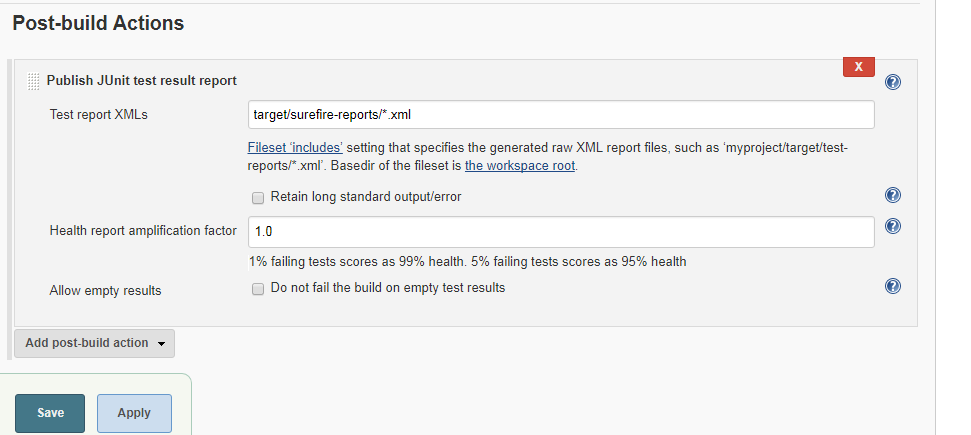 Post-build Actions
X
Publish JUnit test result report
?
Test report XMLs
target/surefire-reports/*.xml
Fileset 'includes' setting that specifies the generated raw XML report files, such as 'myproject/target/test-
reports/*.xml'. Basedir of the fileset is the workspace root.
Retain long standard output/error
?
Health report amplification factor
1.0
?
1% failing tests scores as 99% health. 5% failing tests scores as 95% health
Allow empty results
Do not fail the build on empty test results
?
Add post-build action
Save
Apply